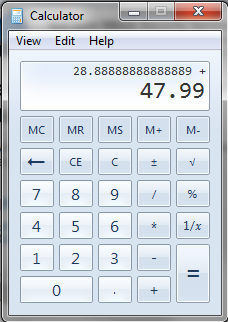 Calculator
View Edit Help
28.88888888888889 +
47.99
MC MR MS M+ M-
← CE C ± √
7 8 9 / %
4 5 6 * 1/x
1 2 3 - =
0 . +